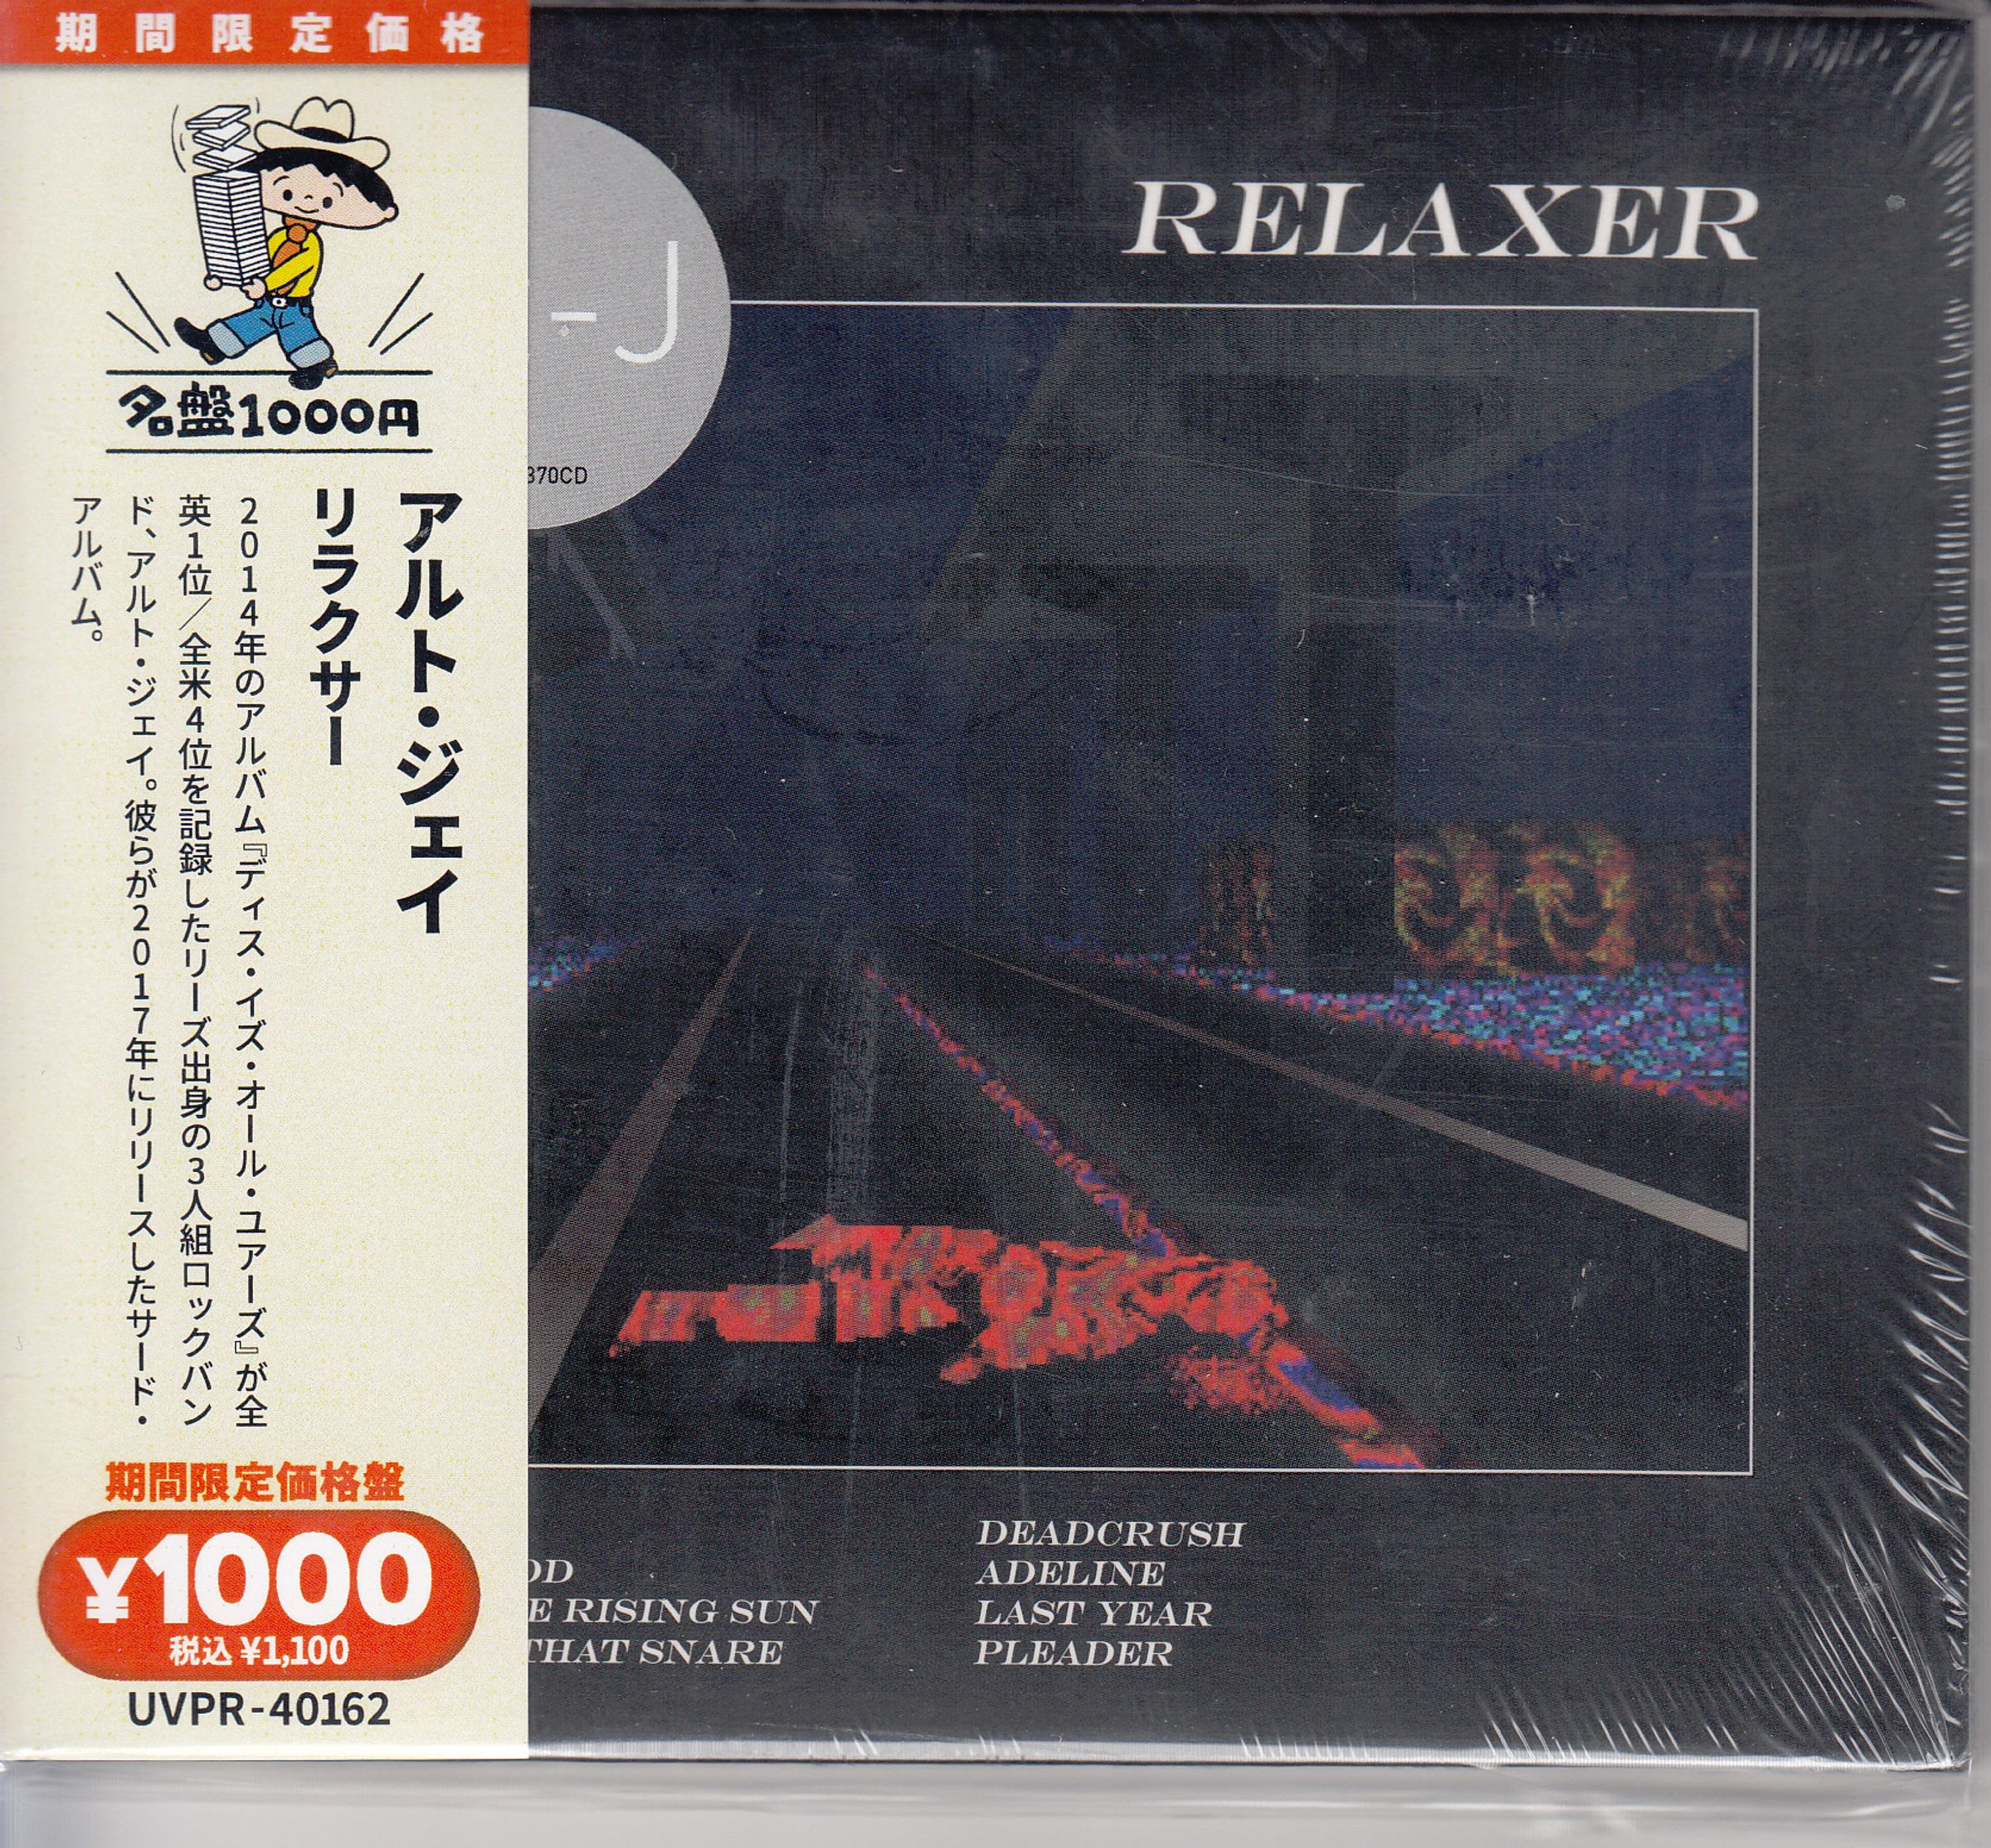 期間限定価格
名盤1000円
アルト・ジェイ
リラクサー
2014年のアルバム『ディス・イズ・オール・ユアーズ』が全
英1位／全米4位を記録したリーズ出身の3人組ロックバン
ド、アルト・ジェイ。彼らが2017年にリリースしたサード・
アルバム。
期間限定価格盤
¥1000
税込 ¥1,100
UVPR-40162
-J
370CD
RELAXER
OD
E RISING SUN
THAT SNARE
DEADCRUSH
ADELINE
LAST YEAR
PLEADER